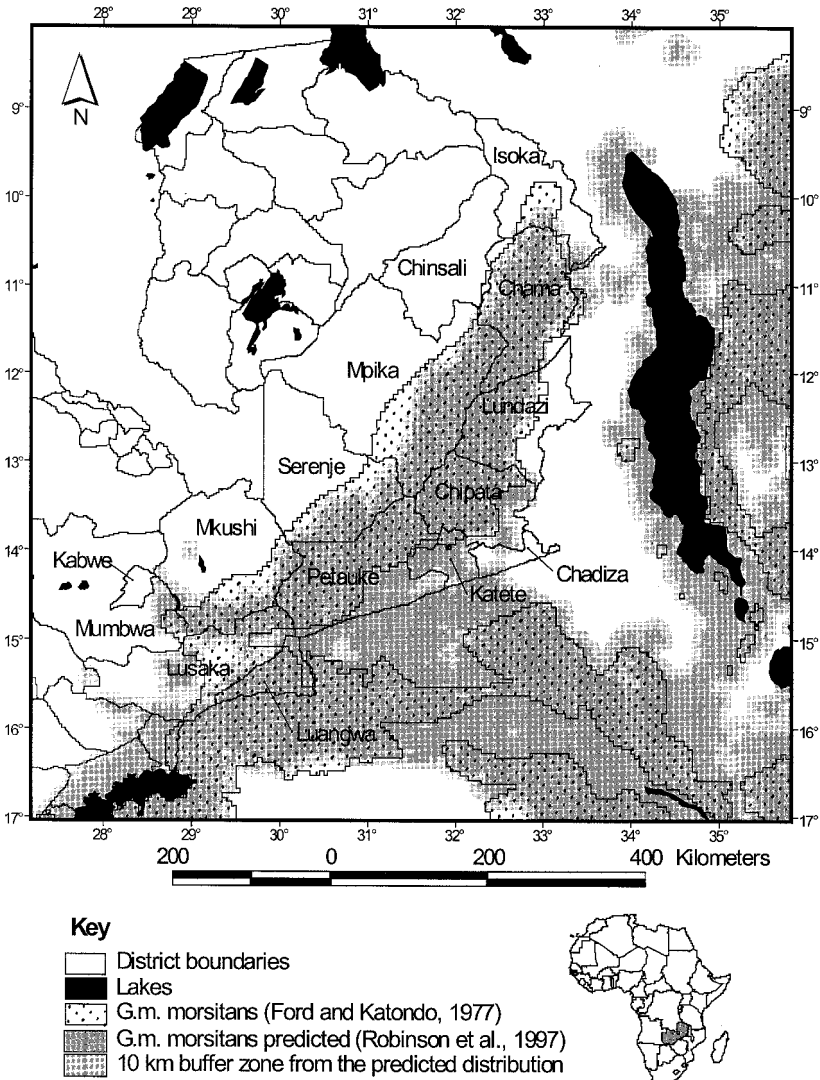 28° 29° 30° 31° 32° 33° 34° 35°
N
9° 9°
Isoka
10° 10°
Chinsali
11° Chama 11°
Mpika
12° 12°
Lundazi
13° 13°
Serenje
Chipata
Mkushi
14° 14°
Kabwe
Petauke
Chadiza
Katete
Mumbwa
15° 15°
Lusaka
Luangwa
16° 16°
17° 17°
28° 29° 30° 31° 32° 33° 34° 35°
200 0 200 400 Kilometers
Key
District boundaries
Lakes
G.m. morsitans (Ford and Katondo, 1977)
G.m. morsitans predicted (Robinson et al., 1997)
10 km buffer zone from the predicted distribution